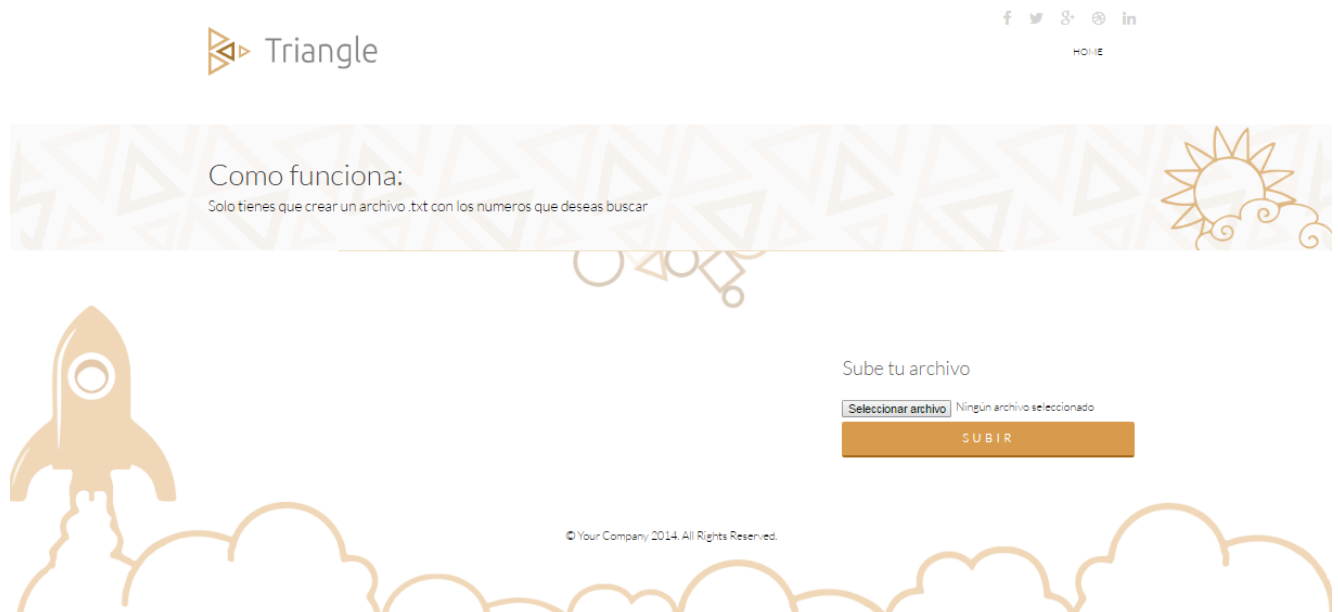 Triangle
HOME
Como funciona:
Solo tienes que crear un archivo .txt con los numeros que deseas buscar
Sube tu archivo
Seleccionar archivo Ningún archivo seleccionado
SUBIR
© Your Company 2014. All Rights Reserved.